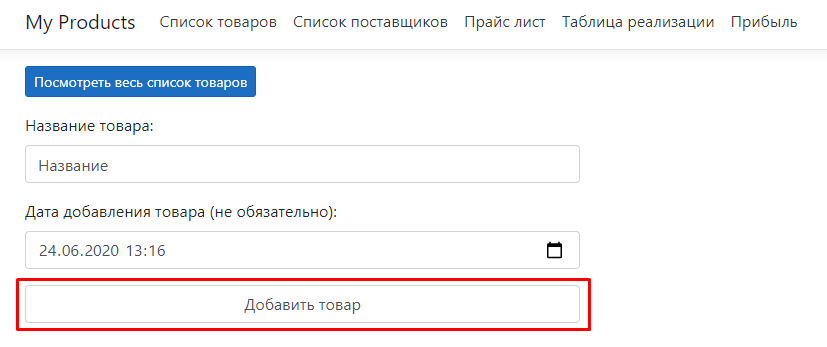 My Products Список товаров Список поставщиков Прайс лист Таблица реализации Прибыль
Посмотреть весь список товаров
Название товара:
Название
Дата добавления товара (не обязательно):
24.06.2020 13:16
Добавить товар